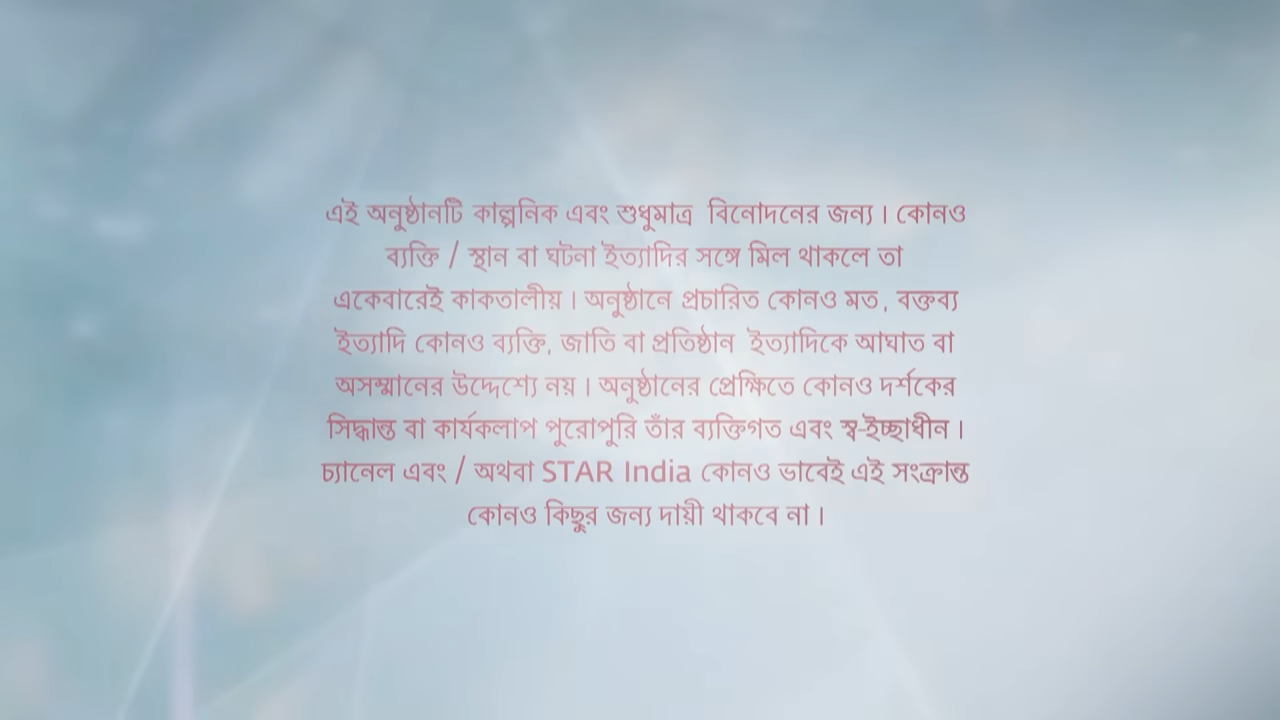 এই অনুষ্ঠানটি কাল্পনিক এবং শুধুমাত্র বিনোদনের জন্য । কোনও
ব্যক্তি / স্থান বা ঘটনা ইত্যাদির সঙ্গে মিল থাকলে তা
একেবারেই কাকতালীয় । অনুষ্ঠানে প্রচারিত কোনও মত, বক্তব্য
ইত্যাদি কোনও ব্যক্তি, জাতি বা প্রতিষ্ঠান ইত্যাদিকে আঘাত বা
অসম্মানের উদ্দেশ্যে নয় । অনুষ্ঠানের প্রেক্ষিতে কোনও দর্শকের
সিদ্ধান্ত বা কার্যকলাপ পুরোপুরি তাঁর ব্যক্তিগত এবং স্ব-ইচ্ছাধীন ।
চ্যানেল এবং / অথবা STAR India কোনও ভাবেই এই সংক্রান্ত
কোনও কিছুর জন্য দায়ী থাকবে না ।